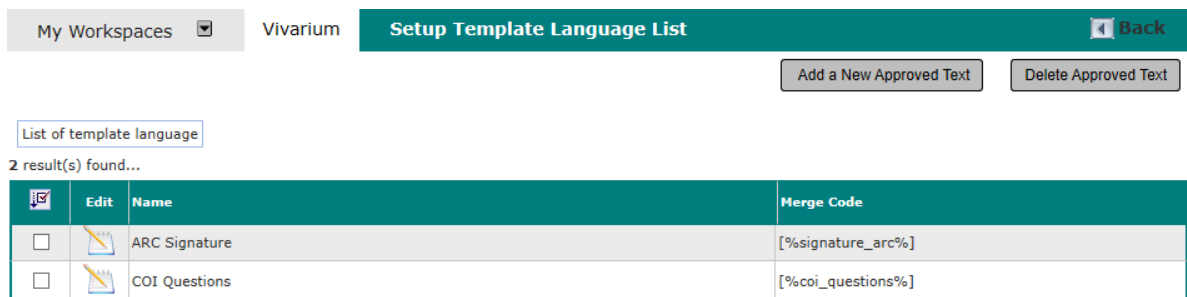 My Workspaces Vivarium Setup Template Language List Back
Add a New Approved Text Delete Approved Text
List of template language
2 result(s) found...
Edit Name Merge Code
ARC Signature [%signature_arc%]
COI Questions [%coi_questions%]